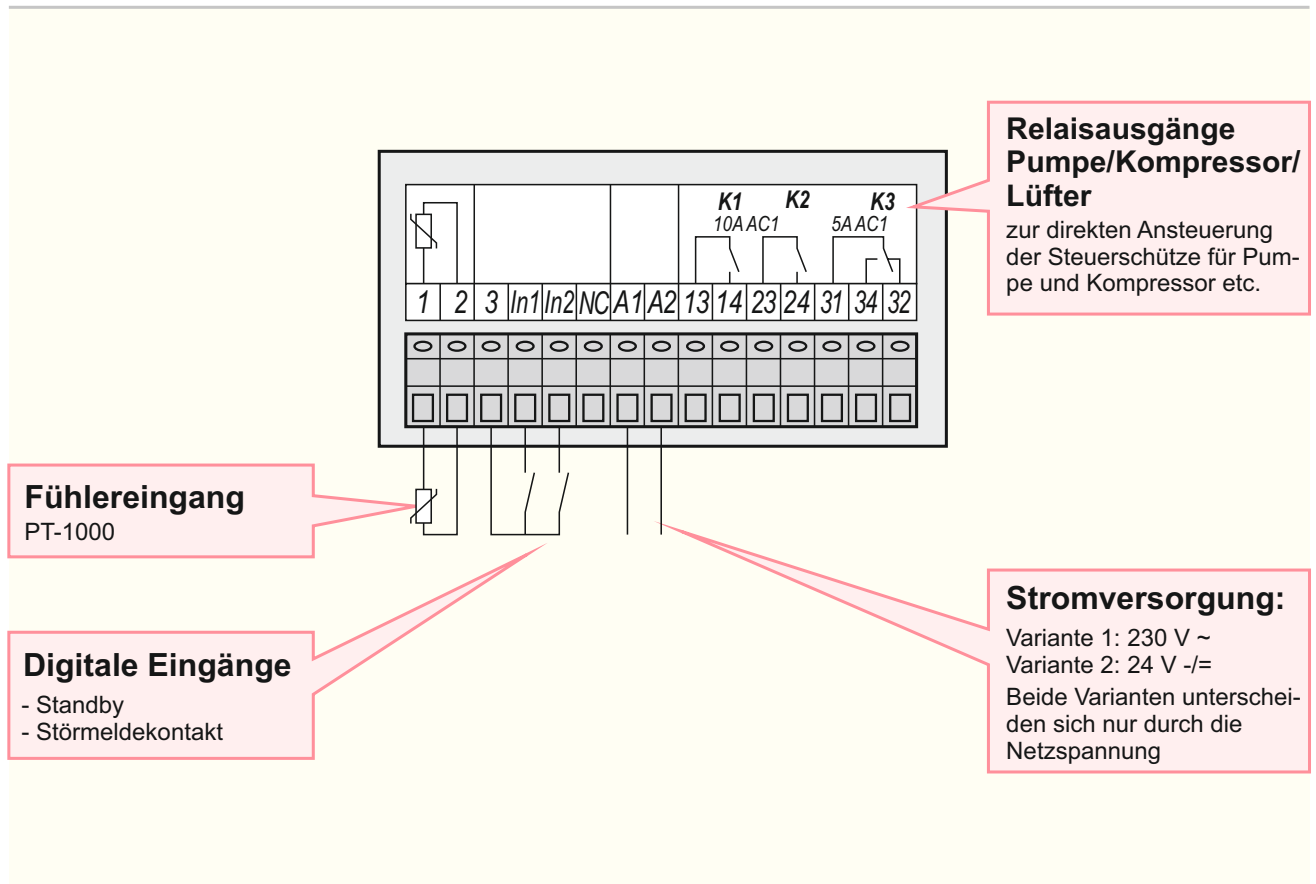 Relaisausgänge
Pumpe/Kompressor/
Lüfter
zur direkten Ansteuerung
der Steuerschütze für Pum-
pe und Kompressor etc.
K1 K2 K3
10A AC1 5A AC1
1 2 3 In1 In2 NC A1 A2 13 14 23 24 31 34 32
Fühlereingang
PT-1000
Digitale Eingänge
- Standby
- Störmeldekontakt
Stromversorgung:
Variante 1: 230 V ~
Variante 2: 24 V -/=
Beide Varianten unterschei-
den sich nur durch die
Netzspannung